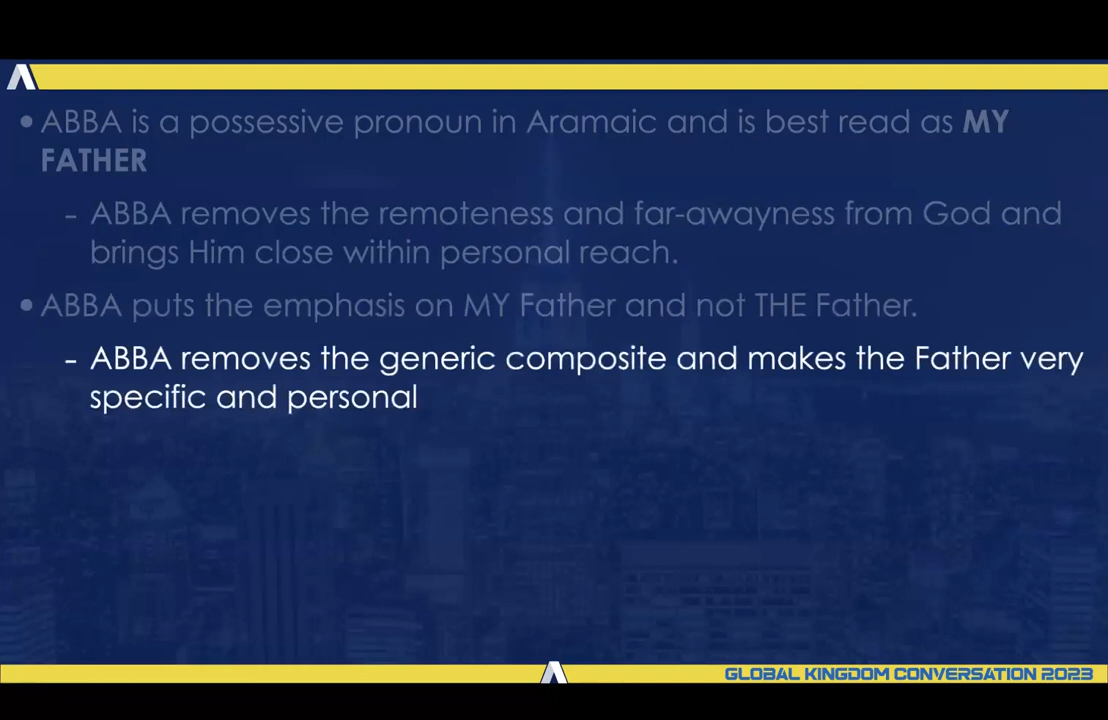 • ABBA is a possessive pronoun in Aramaic and is best read as MY
FATHER
- ABBA removes the remoteness and far-awayness from God and
brings Him close within personal reach.
• ABBA puts the emphasis on MY Father and not THE Father.
- ABBA removes the generic composite and makes the Father very
specific and personal
GLOBAL KINGDOM CONVERSATION 2023